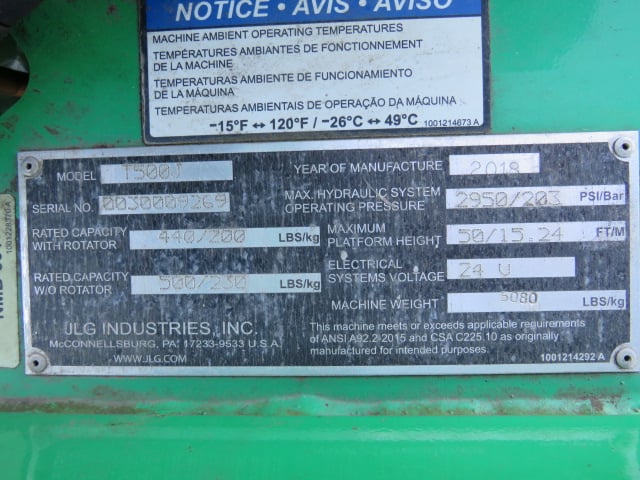 NOTICE • AVIS • AVISO
MACHINE AMBIENT OPERATING TEMPERATURES
TEMPÉRATURES AMBIANTES DE FONCTIONNEMENT
DE LA MACHINE
TEMPERATURAS AMBIENTE DE FUNCIONAMIENTO
DE LA MÁQUINA
TEMPERATURAS AMBIENTAIS DE OPERAÇÃO DA MÁQUINA
-15°F ↔ 120°F / -26°C ↔ 49°C 1001214673 A
MODEL T500J
YEAR OF MANUFACTURE 2018
SERIAL NO. 0030009269
MAX. HYDRAULIC SYSTEM
OPERATING PRESSURE 2950/203 PSI/Bar
RATED CAPACITY
WITH ROTATOR 440/200 LBS/kg
MAXIMUM
PLATFORM HEIGHT 50/15.24 FT/M
RATED CAPACITY
W/O ROTATOR 500/230 LBS/kg
ELECTRICAL
SYSTEMS VOLTAGE 24 V
MACHINE WEIGHT 5080 LBS/kg
JLG INDUSTRIES, INC.
McCONNELLSBURG, PA. 17233-9533 U.S.A.
WWW.JLG.COM
This machine meets or exceeds applicable requirements
of ANSI A92.2-2015 and CSA C225.10 as originally
manufactured for intended purposes.
1001214292 A